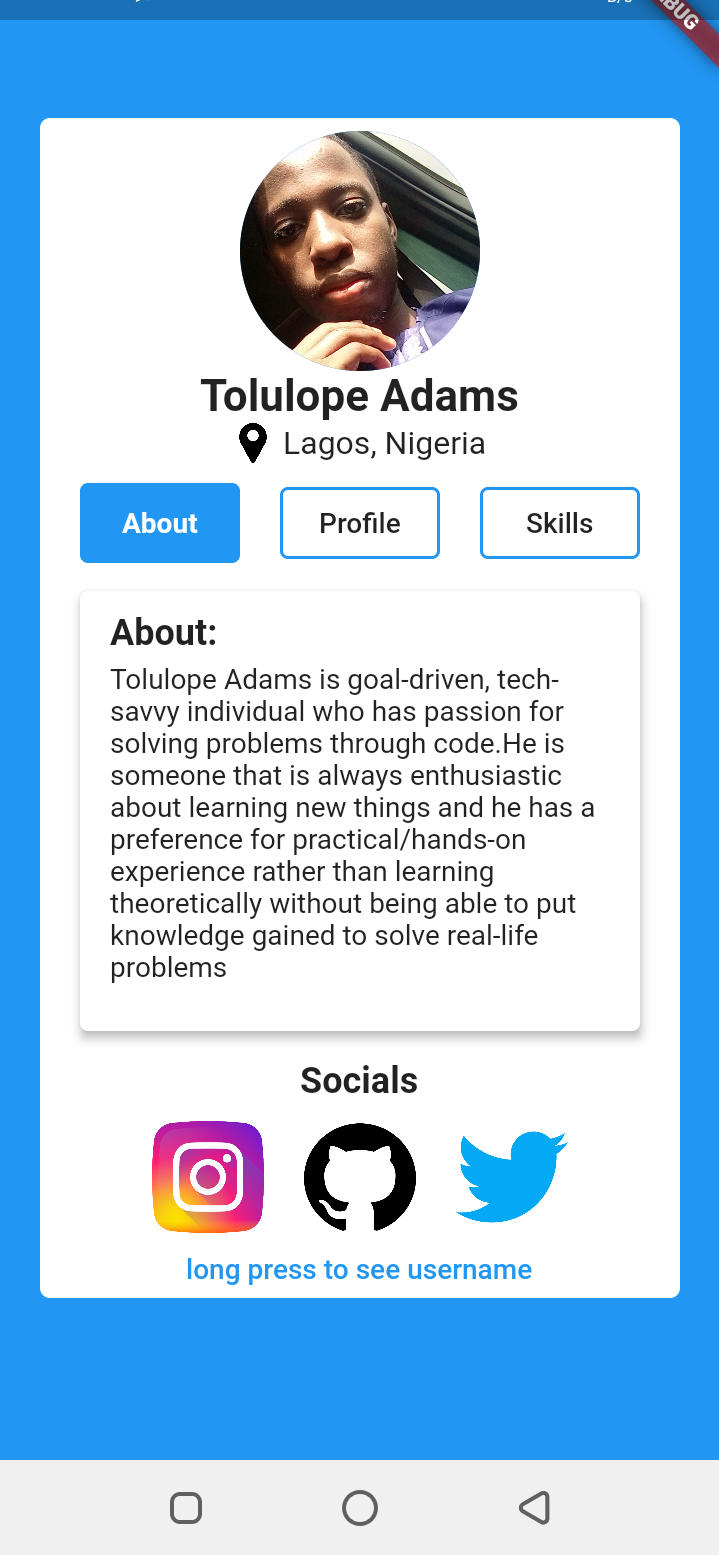 Tolulope Adams
Lagos, Nigeria
About
Profile
Skills
About:
Tolulope Adams is goal-driven, tech-
savvy individual who has passion for
solving problems through code.He is
someone that is always enthusiastic
about learning new things and he has a
preference for practical/hands-on
experience rather than learning
theoretically without being able to put
knowledge gained to solve real-life
problems
Socials
long press to see username